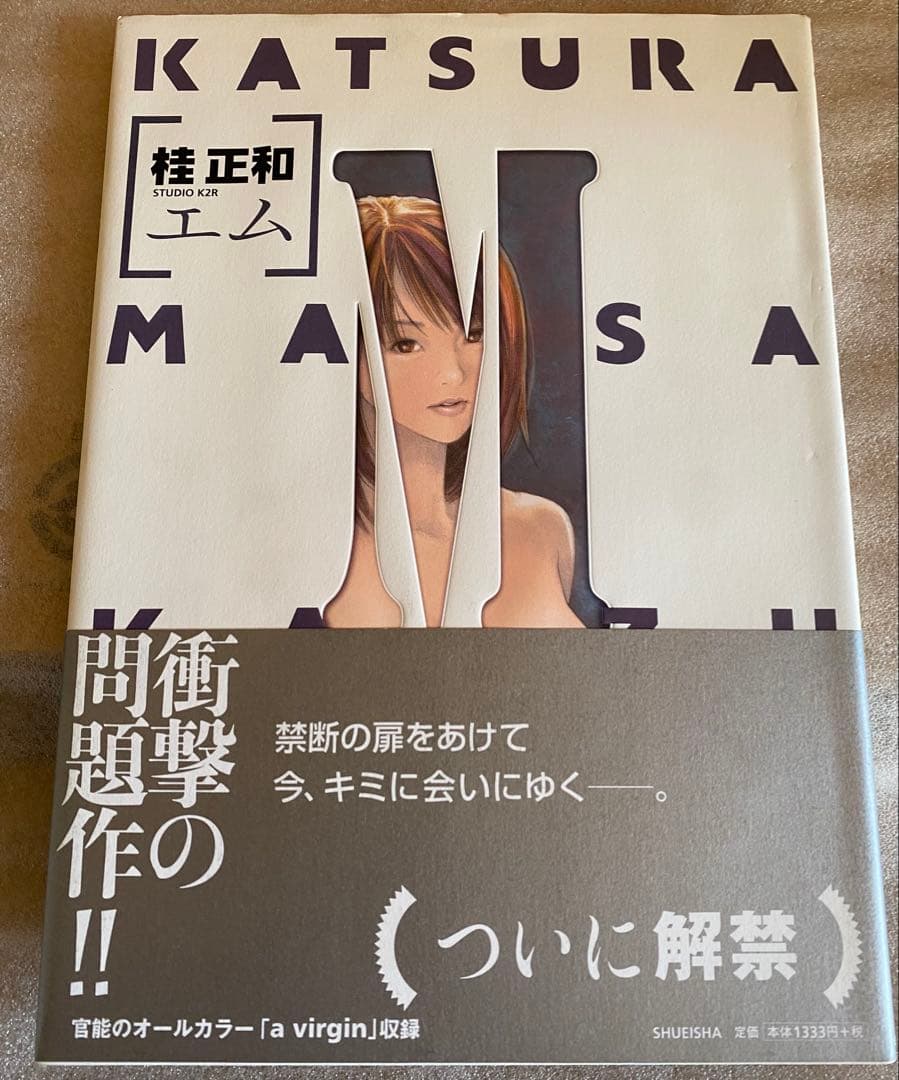 KATSURA
桂 正和
STUDIO K2R
エム
M
MASA
KAZU
衝撃の
問題作!!
禁断の扉をあけて
今、キミに会いにゆく——。
(ついに解禁)
官能のオールカラー「a virgin」収録
SHUEISHA 定価 本体1333円+税